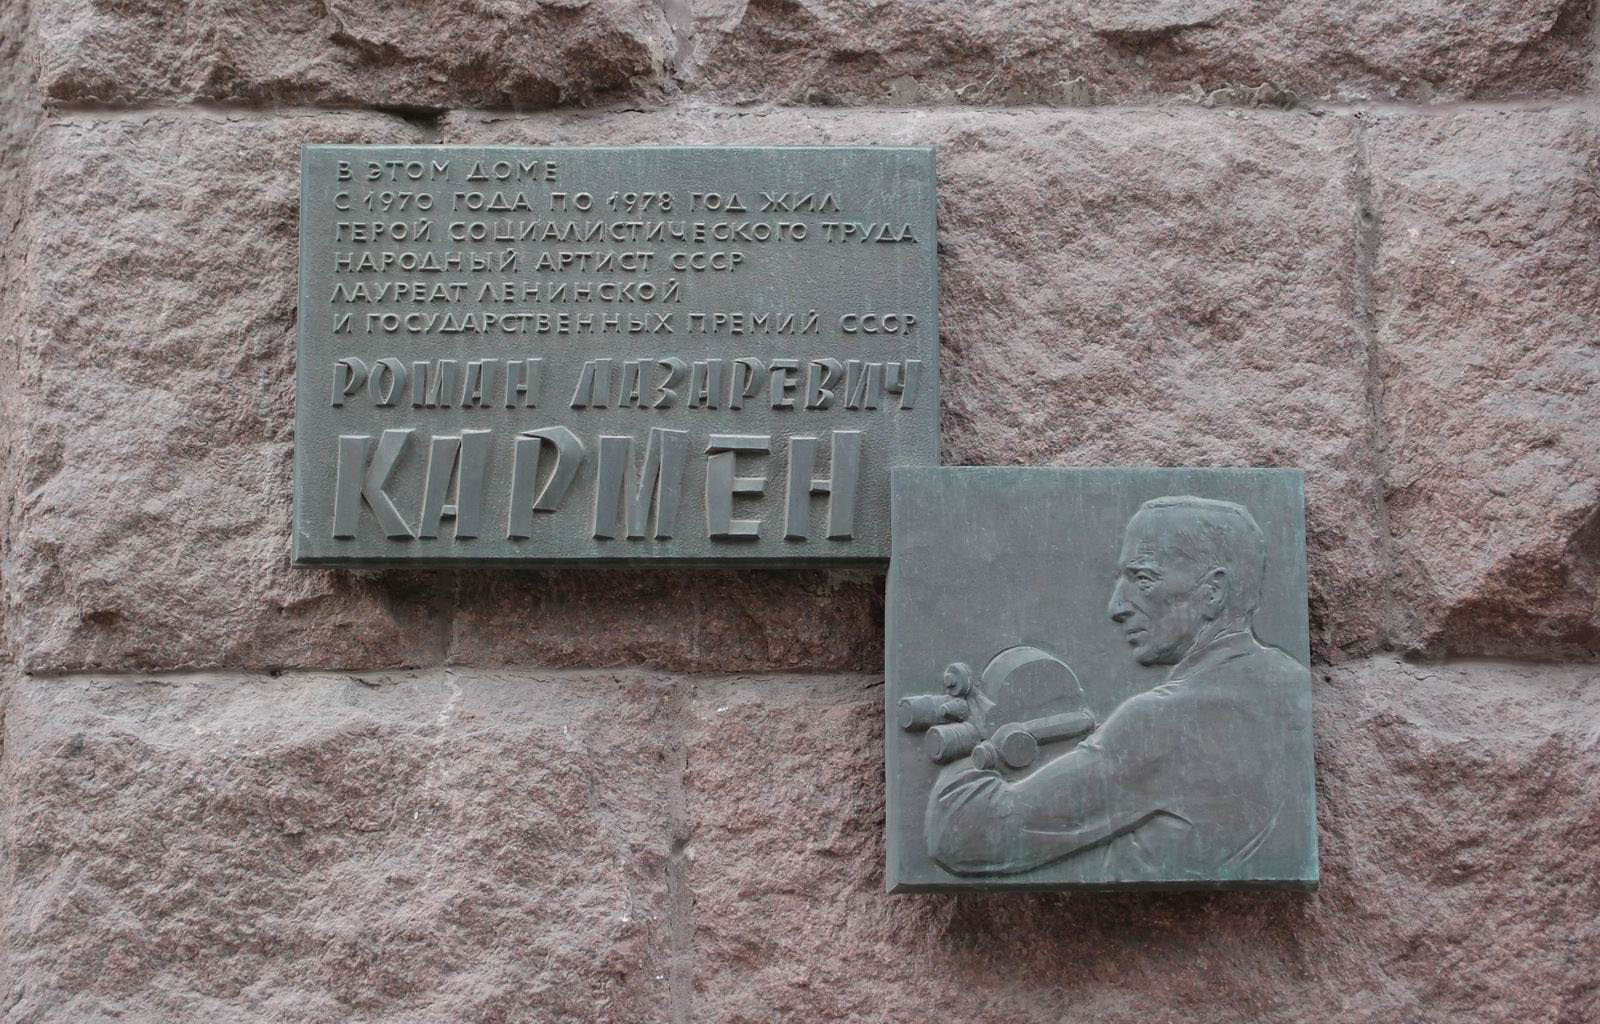 В ЭТОМ ДОМЕ
С 1970 ГОДА ПО 1978 ГОД ЖИЛ
ГЕРОЙ СОЦИАЛИСТИЧЕСКОГО ТРУДА
НАРОДНЫЙ АРТИСТ СССР
ЛАУРЕАТ ЛЕНИНСКОЙ
И ГОСУДАРСТВЕННЫХ ПРЕМИЙ СССР
РОМАН ЛАЗАРЕВИЧ
КАРМЕН